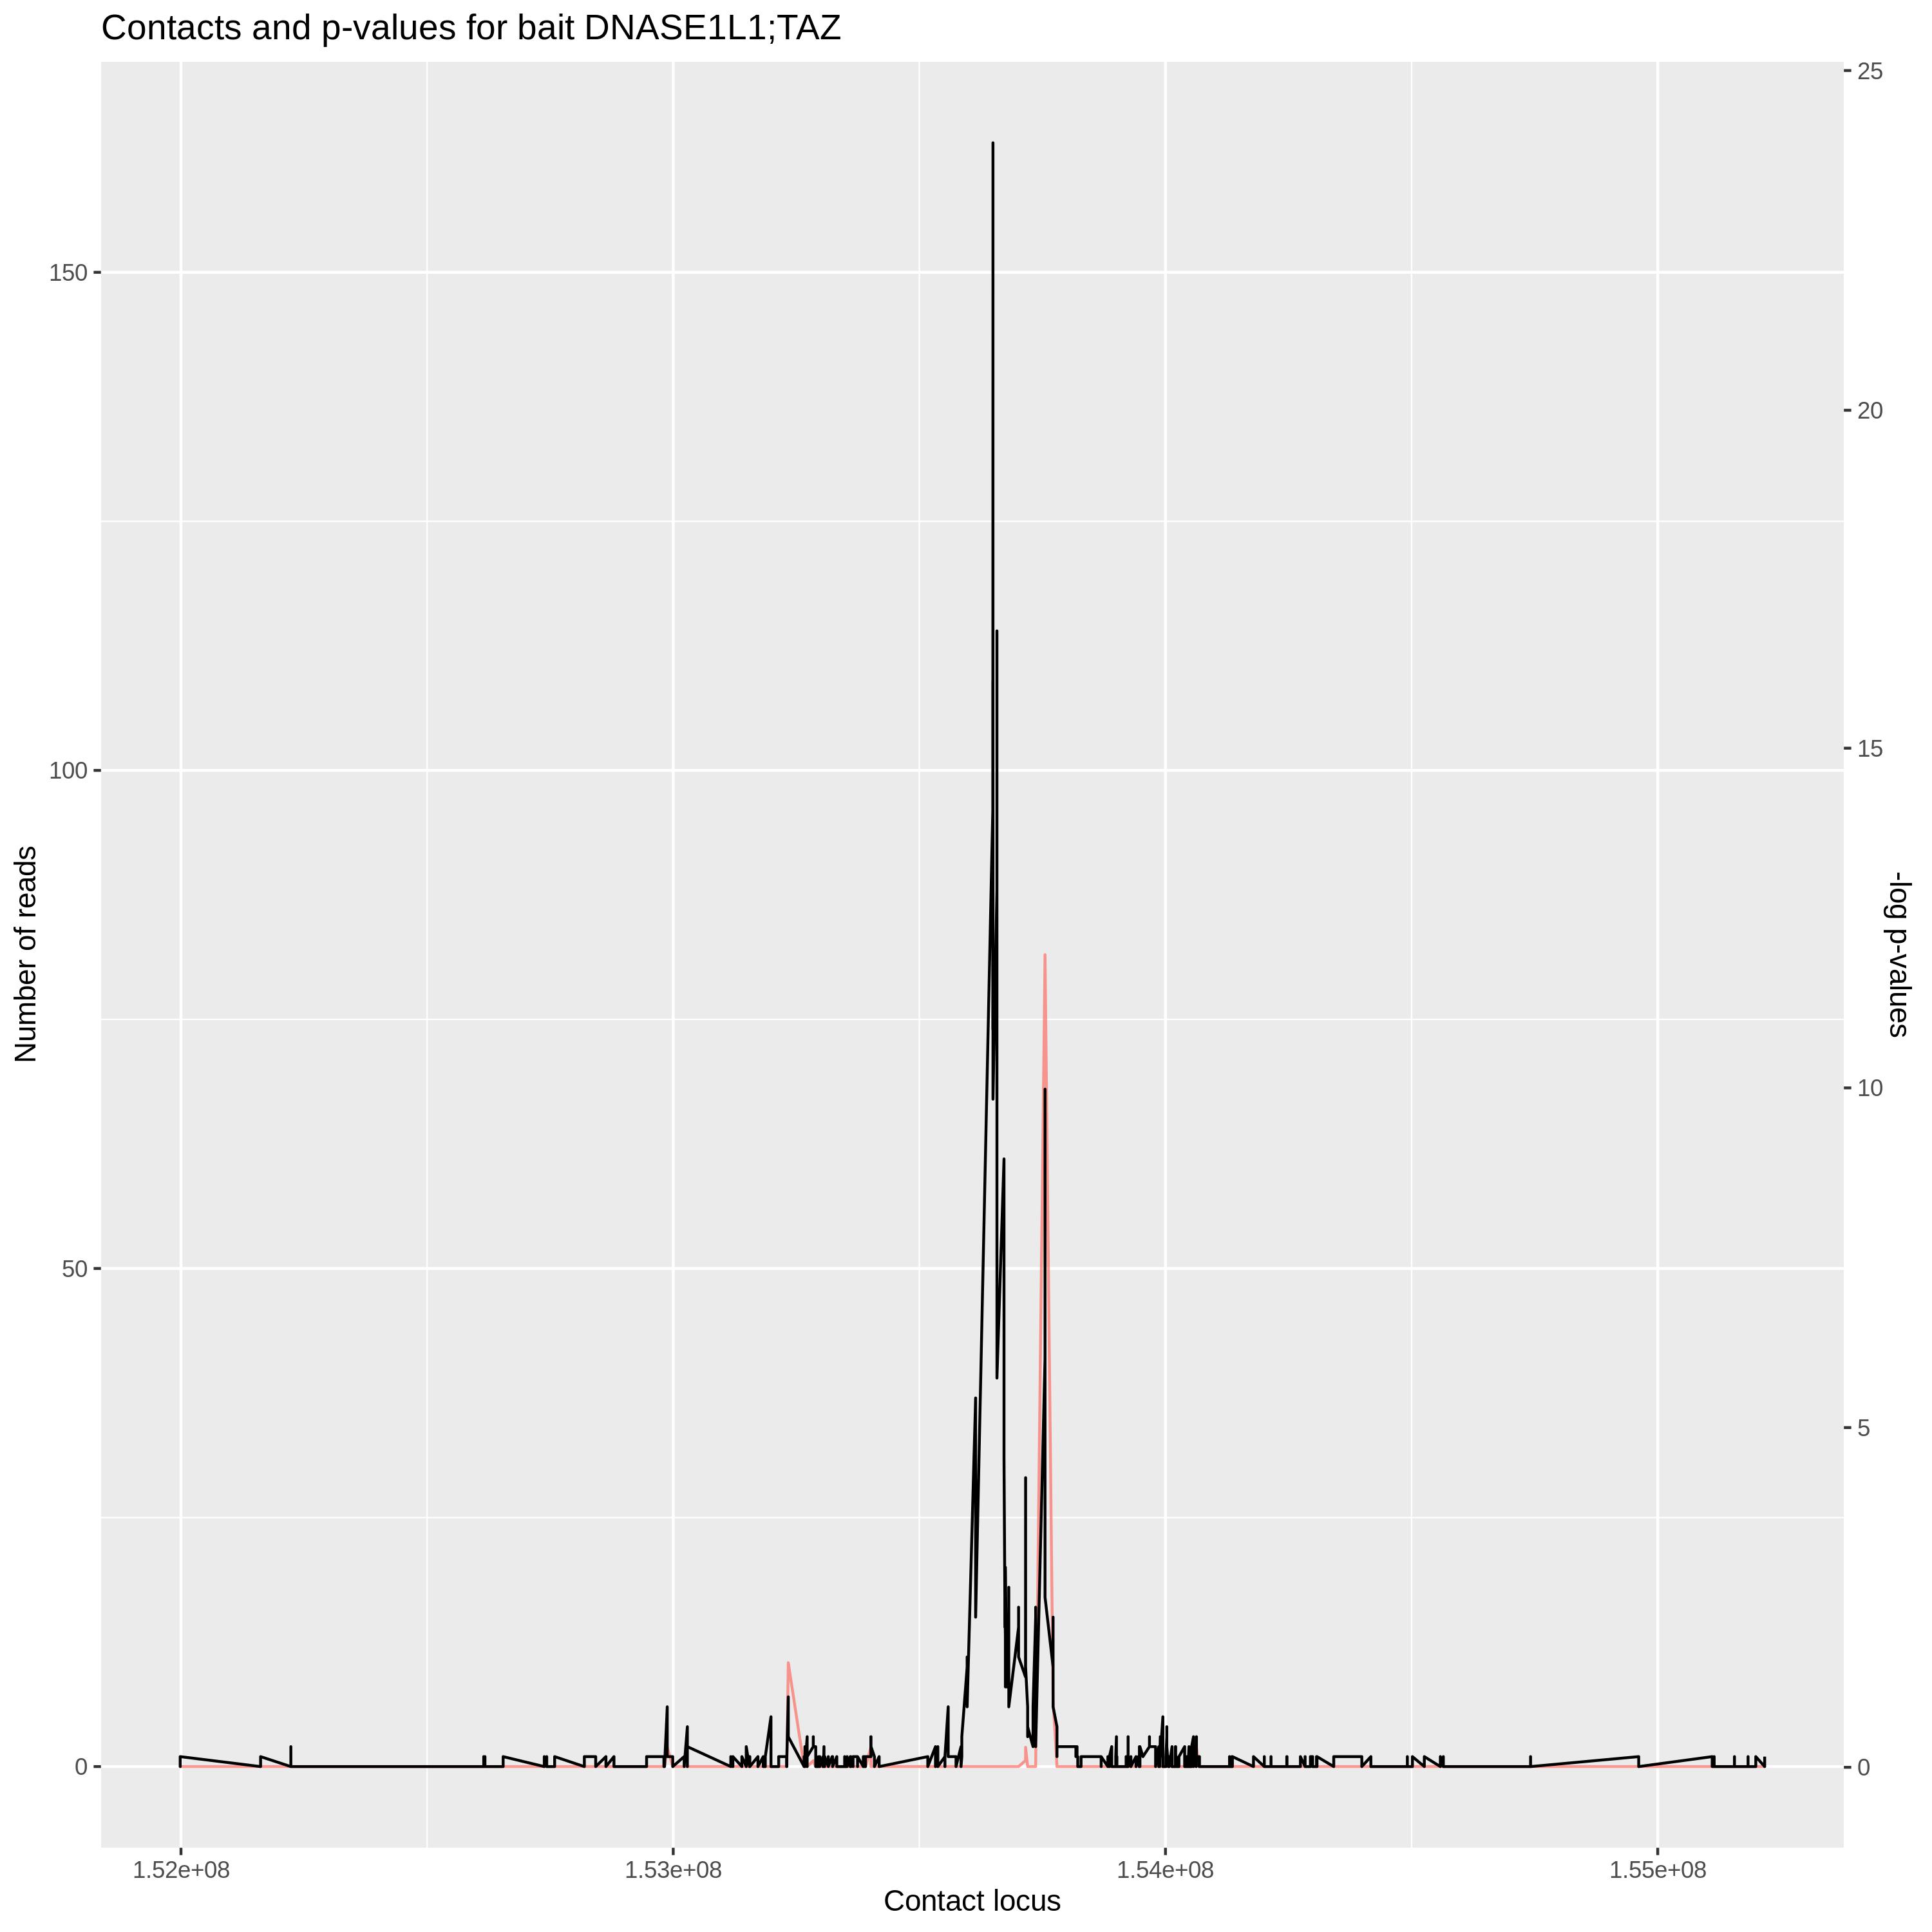 Contacts and p-values for bait DNASE1L1;TAZ
150
100
50
0
Number of reads
25
20
15
10
5
0
-log p-values
1.52e+08
1.53e+08
1.54e+08
1.55e+08
Contact locus